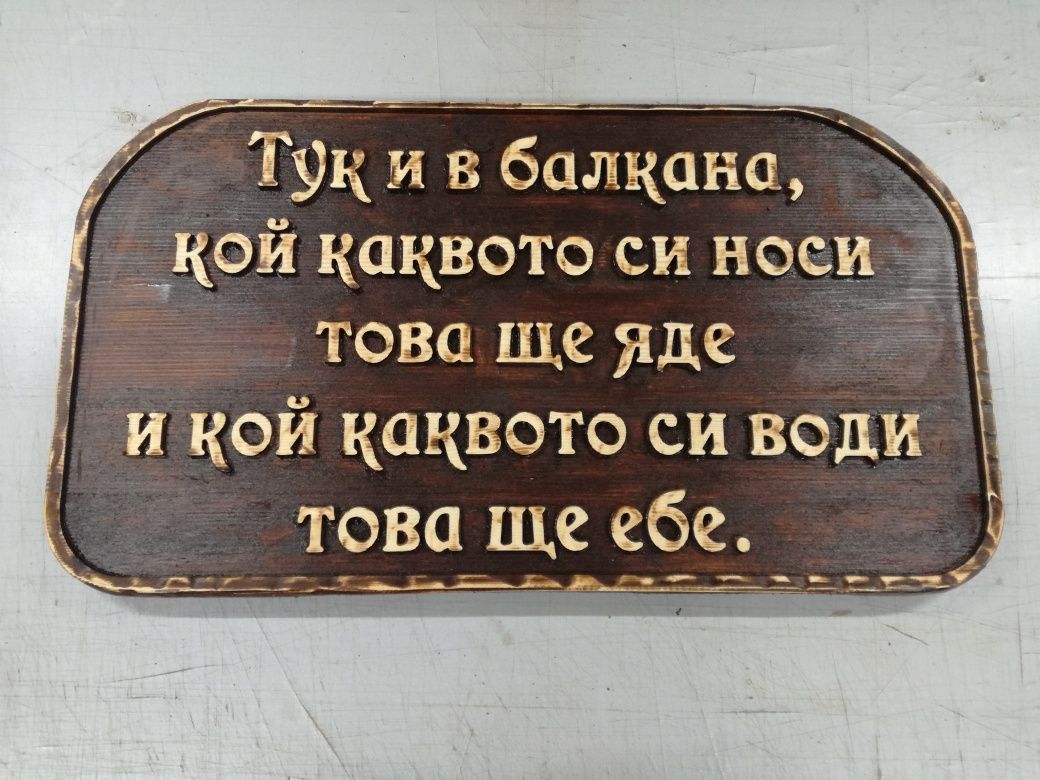 Тук и в балкана,
кой каквото си носи
това ще яде
и кой каквото си води
това ще ебе.